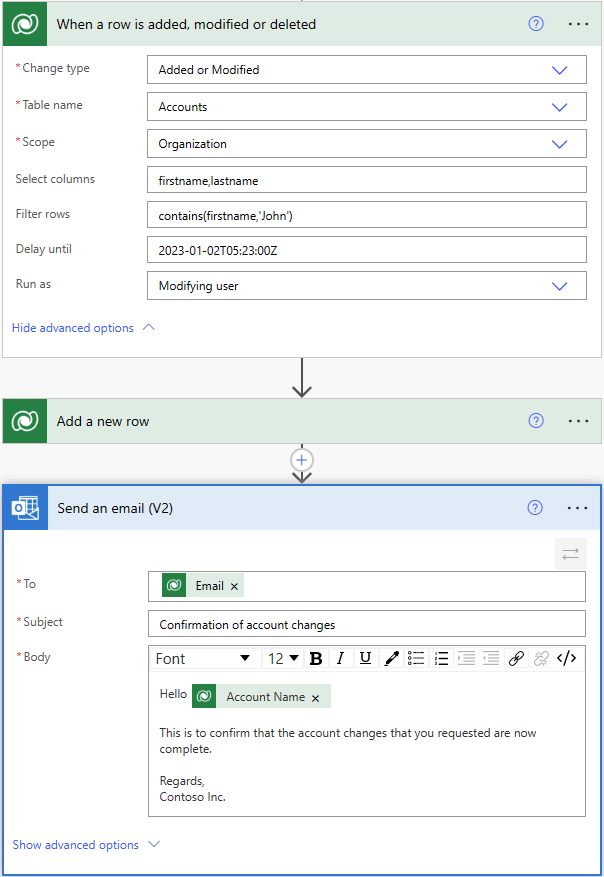 When a row is added, modified or deleted
* Change type
Added or Modified
* Table name
Accounts
* Scope
Organization
Select columns
firstname,lastname
Filter rows
contains(firstname,'John')
Delay until
2023-01-02T05:23:00Z
Run as
Modifying user
Hide advanced options
Add a new row
Send an email (V2)
* To
Email ×
* Subject
Confirmation of account changes
* Body
Font 12 B I U </>
Hello Account Name ×
This is to confirm that the account changes that you requested are now
complete.
Regards,
Contoso Inc.
Show advanced options